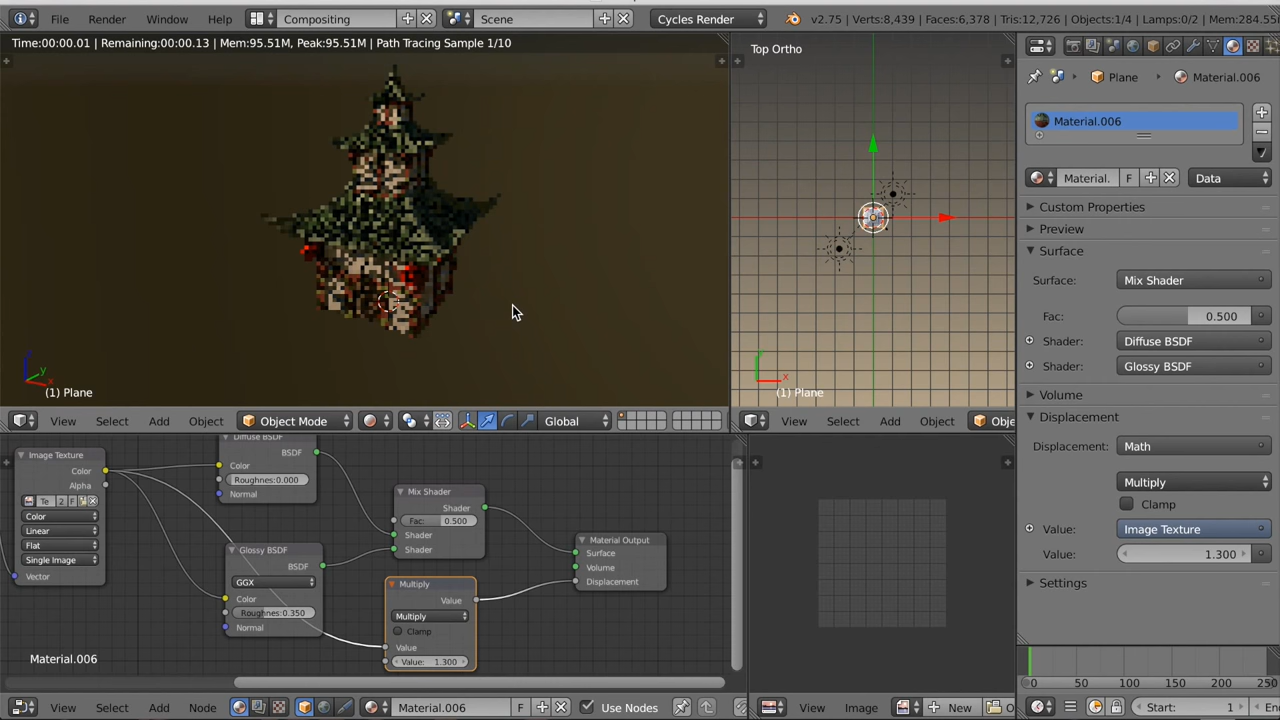 File Render Window Help Compositing Scene Cycles Render v2.75 | Verts:8,439 | Faces:6,378 | Tris:12,726 | Objects:1/4 | Lamps:0/2 | Mem:284.55
Time:00:00.01 | Remaining:00:00.13 | Mem:95.51M, Peak:95.51M | Path Tracing Sample 1/10
Top Ortho
Plane Material.006
Material.006
Material. F Data
Custom Properties
Preview
Surface
Surface: Mix Shader
Fac: 0.500
Shader: Diffuse BSDF
Shader: Glossy BSDF
Volume
Displacement
Displacement: Math
Multiply
Clamp
Value: Image Texture
Value: 1.300
Settings
z
y
x
(1) Plane
y
x
(1) Plane
View Select Add Object Object Mode Global
View Select Add Object Obje
Image Texture
Color
Alpha
Te 2 F
Color
Linear
Flat
Single Image
Vector
Diffuse BSDF
BSDF
Color
Roughnes:0.000
Normal
Glossy BSDF
BSDF
GGX
Color
Roughnes:0.350
Normal
Mix Shader
Shader
Fac: 0.500
Shader
Shader
Multiply
Value
Multiply
Clamp
Value
Value: 1.300
Material Output
Surface
Volume
Displacement
Material.006
View Select Add Node Material.006 F Use Nodes
View Image New O
0 50 100 150 200 250
Start: 1 En